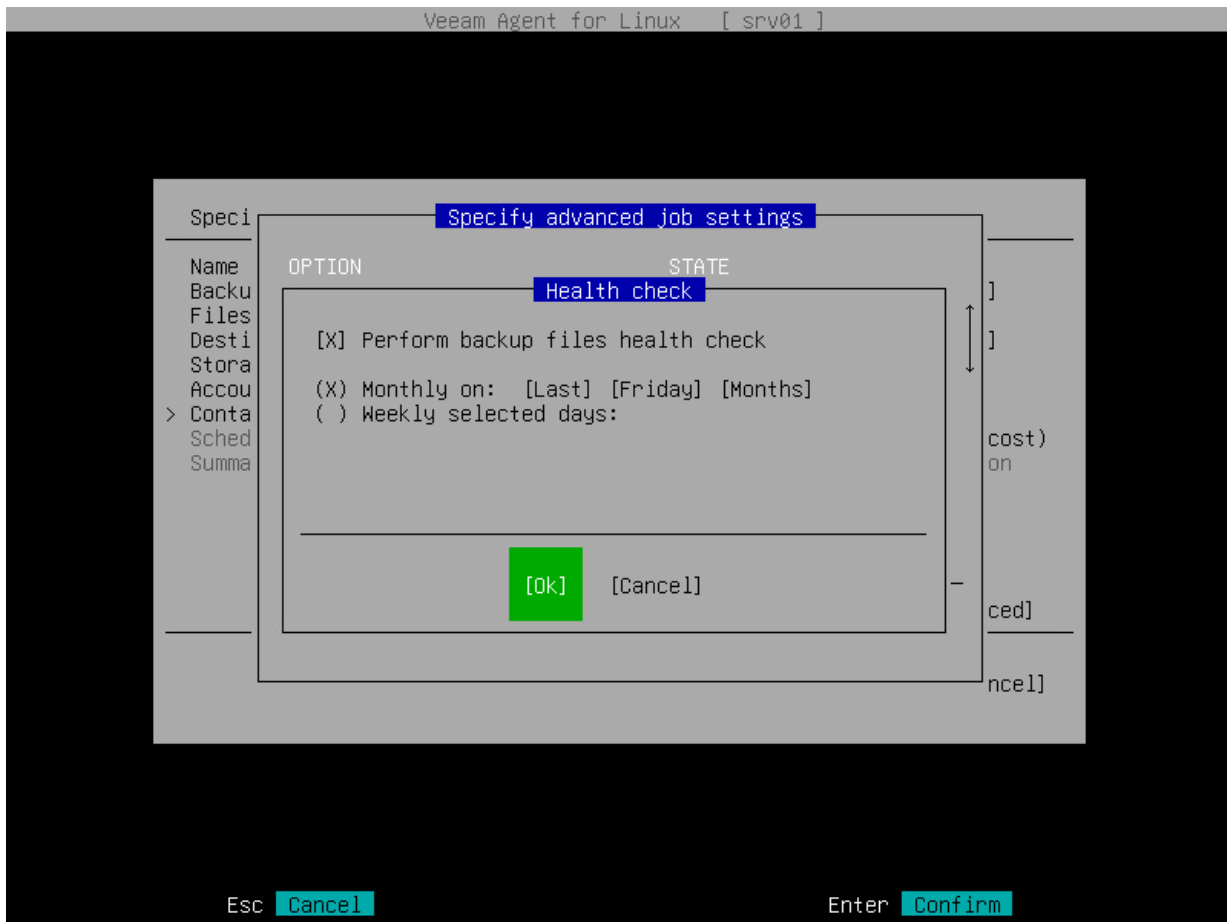 Veeam Agent for Linux [ srv01 ]
Speci
Specify advanced job settings
Name
OPTION STATE
Backu
Health check
]
Files
Desti
[X] Perform backup files health check
]
Stora
Accou
(X) Monthly on: [Last] [Friday] [Months]
> Conta
( ) Weekly selected days:
Sched
cost)
Summa
on
[Ok] [Cancel]
ced]
ncel]
Esc Cancel Enter Confirm